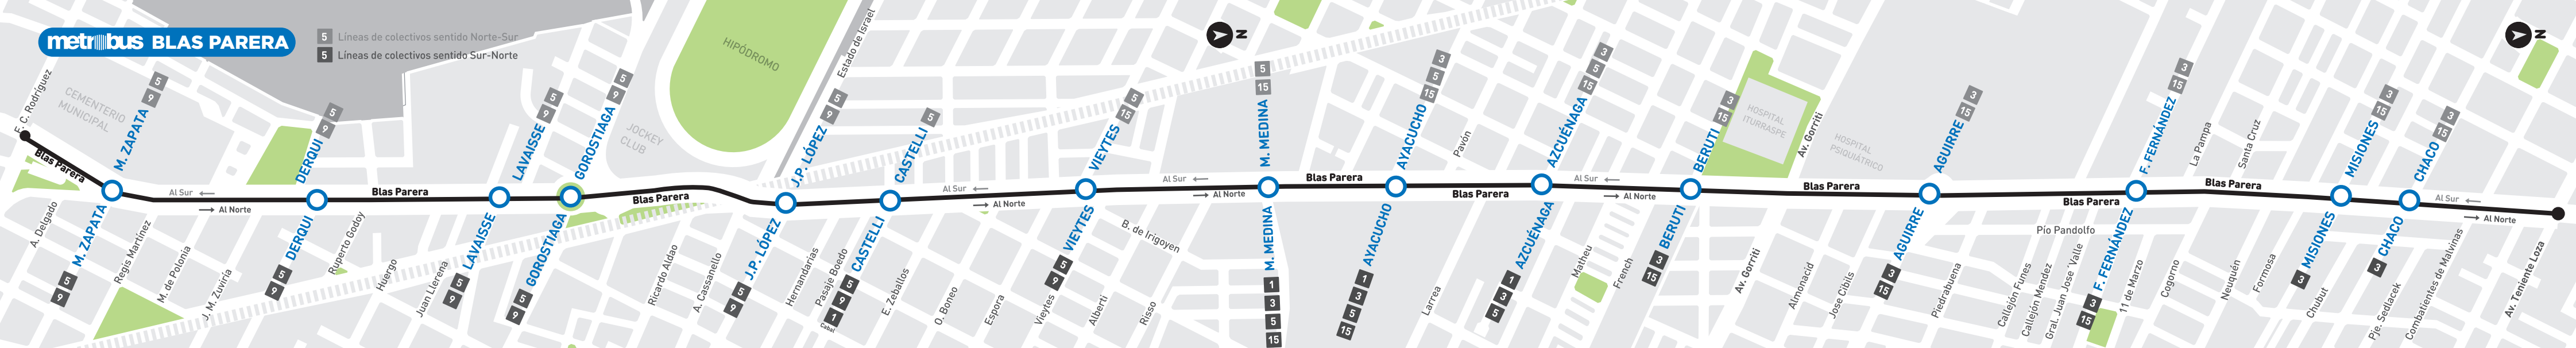 metrobus BLAS PARERA
5 Líneas de colectivos sentido Norte-Sur
5 Líneas de colectivos sentido Sur-Norte
F. C. Rodríguez
CEMENTERIO
MUNICIPAL
Blas Parera
A. Delgado
5
9
M. ZAPATA
M. ZAPATA
5
9
Al Sur
Al Norte
Regis Martínez
M. de Polonia
J. M. Zuviría
5
9
DERQUI
DERQUI
5
9
Ruperto Godoy
Blas Parera
Huergo
Juan Llerena
5
9
LAVAISSE
LAVAISSE
5
9
5
9
GOROSTIAGA
GOROSTIAGA
5
9
JOCKEY
CLUB
Blas Parera
Ricardo Aldao
A. Cassanello
HIPÓDROMO
Estado de Israel
5
9
J.P. LÓPEZ
J.P. LÓPEZ
5
9
Hernandarias
Pasaje Boedo
5
CASTELLI
CASTELLI
5
9
1
Cabal
E. Zeballos
O. Boneo
Al Sur
Al Norte
Espora
Vieytes
5
15
VIEYTES
VIEYTES
5
9
Alberti
B. de Irigoyen
Risso
Al Sur
Al Norte
N
5
15
M. MEDINA
M. MEDINA
1
3
5
15
Blas Parera
3
5
15
AYACUCHO
AYACUCHO
1
3
5
15
Pavón
Larrea
Blas Parera
3
5
15
AZCUÉNAGA
AZCUÉNAGA
1
3
5
Al Sur
Al Norte
Matheu
French
3
15
BERUTI
BERUTI
3
15
HOSPITAL
ITURRASPE
Av. Gorriti
Av. Gorriti
HOSPITAL
PSIQUIÁTRICO
Blas Parera
Almonacid
Jose Cibils
3
15
AGUIRRE
AGUIRRE
3
15
Piedrabuena
Pío Pandolfo
Callejón Funes
Callejón Mendez
Gral. Juan Jose Valle
Blas Parera
3
15
F. FERNÁNDEZ
F. FERNÁNDEZ
3
15
11 de Marzo
Cogorno
La Pampa
Santa Cruz
Blas Parera
Neuquén
Formosa
3
15
MISIONES
MISIONES
3
Chubut
3
15
CHACO
CHACO
3
Pje. Sedlacek
Combatientes de Malvinas
Al Sur
Al Norte
Av. Teniente Loza
N